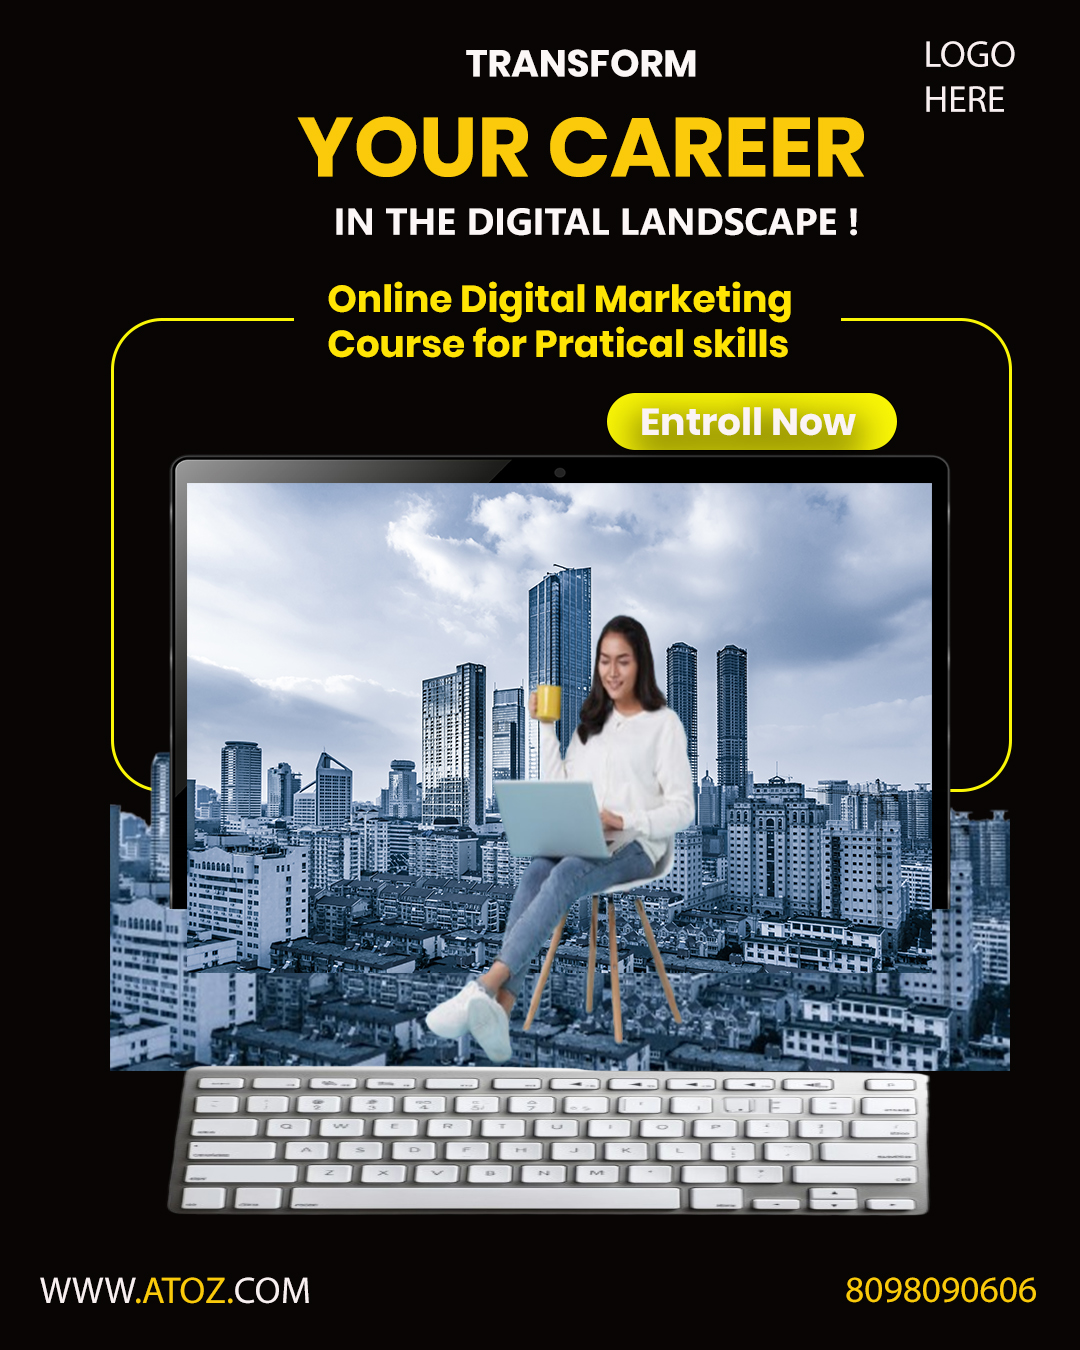 TRANSFORM
LOGO
HERE
YOUR CAREER
IN THE DIGITAL LANDSCAPE !
Online Digital Marketing
Course for Pratical skills
Entroll Now
Q W E R T U I O P
A S D F G H J K L
Z X V B N M
WWW.ATOZ.COM
8098090606